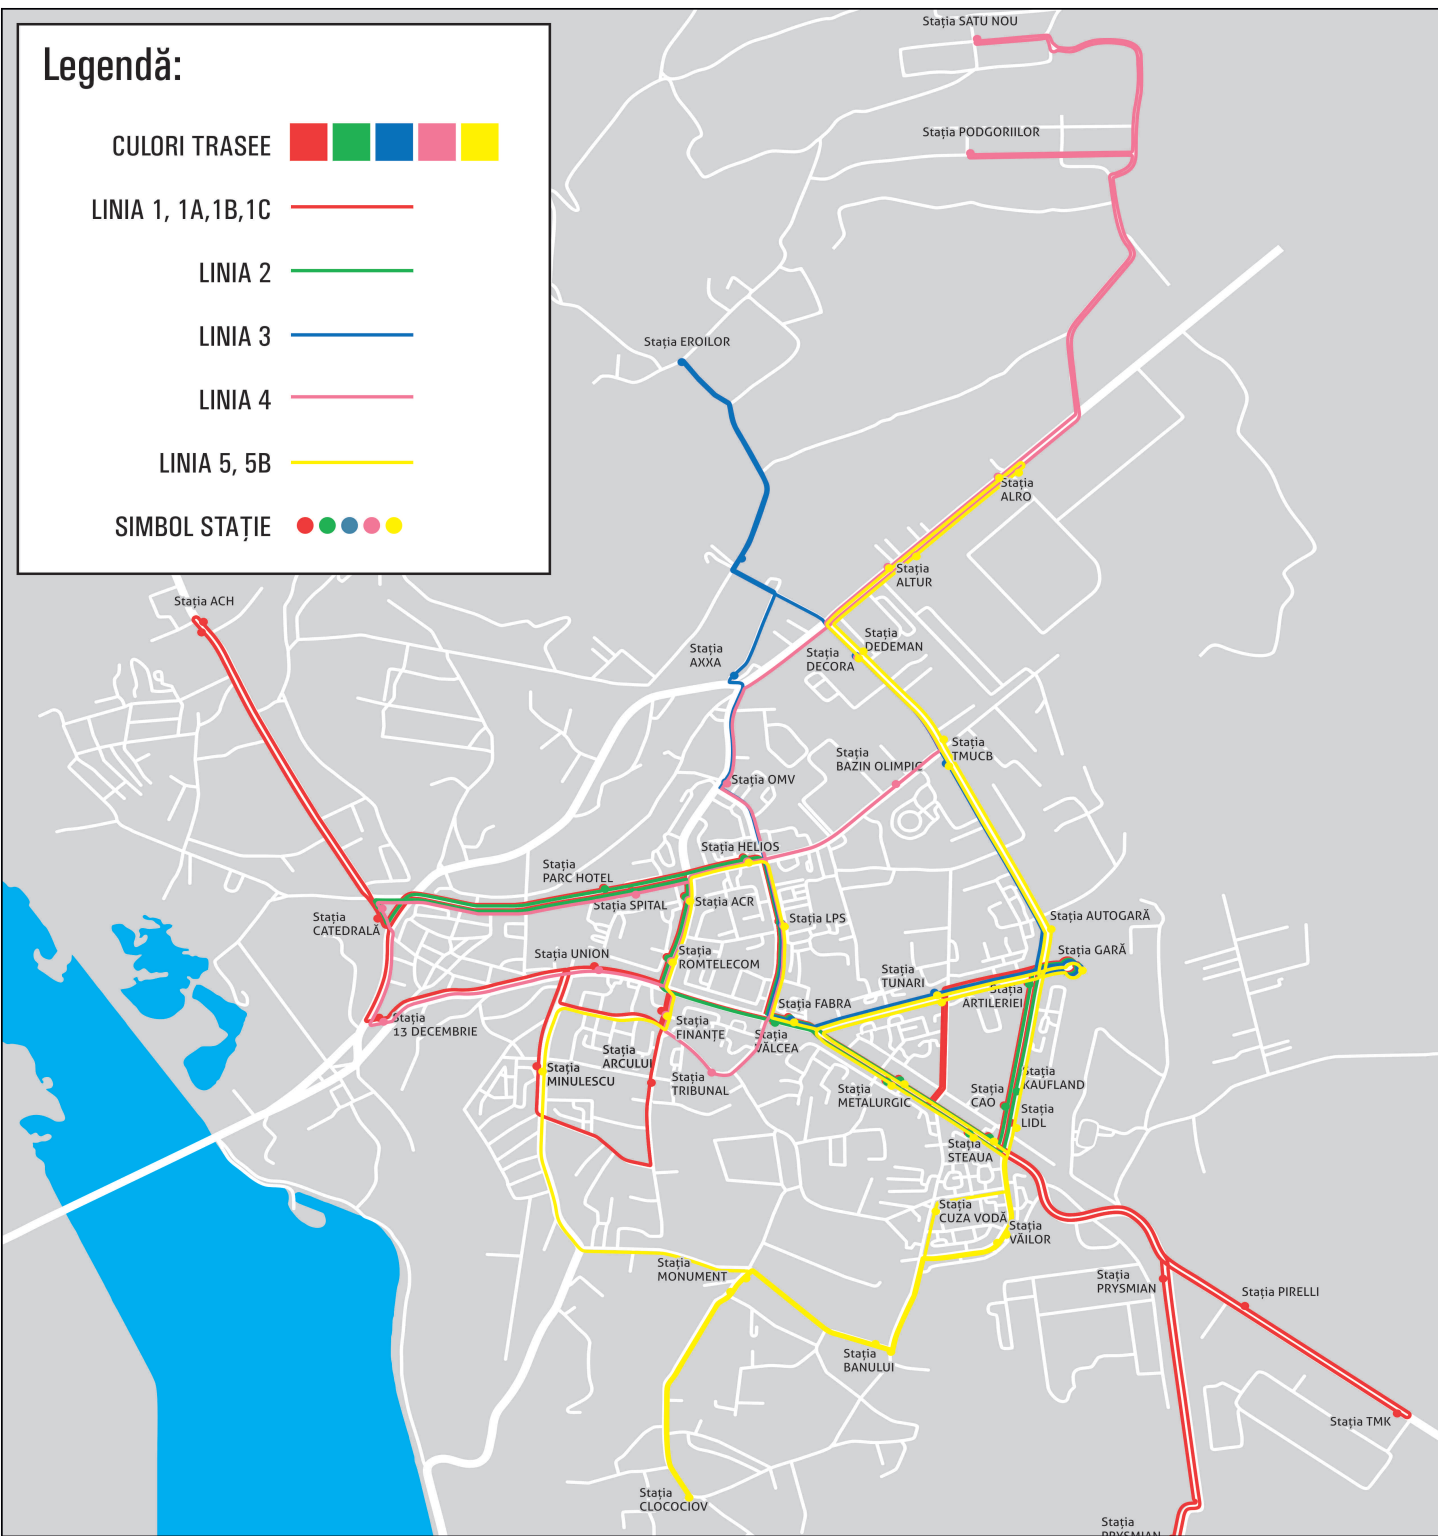 Legendă:
CULORI TRASEE
LINIA 1, 1A,1B,1C
LINIA 2
LINIA 3
LINIA 4
LINIA 5, 5B
SIMBOL STAȚIE
Stația SATU NOU
Stația PODGORIILOR
Stația EROILOR
Stația
ALRO
Stația
ALTUR
Stația ACH
Stația
DEDEMAN
Stația
DECORA
Stația
AXXA
Stația
TMUCB
Stația
BAZIN OLIMPIC
Stația OMV
Stația HELIOS
Stația
PARC HOTEL
Stația SPITAL
Stația ACR
Stația LPS
Stația AUTOGARĂ
Stația
CATEDRALĂ
Stația GARĂ
Stația UNION
Stația
ROMTELECOM
Stația
TUNARI
Stația
ARTILERIEI
Stația FABRA
Stația
13 DECEMBRIE
Stația
FINANȚE
Stația
VÂLCEA
Stația
ARCULUI
Stația
MINULESCU
Stația
TRIBUNAL
Stația
KAUFLAND
Stația
METALURGIC
Stația
CAO
Stația
LIDL
Stația
STEAUA
Stația
CUZA VODĂ
Stația
VĂILOR
Stația
MONUMENT
Stația
PRYSMIAN
Stația PIRELLI
Stația
BANULUI
Stația TMK
Stația
CLOCOCIOV
Stația
PRYSMIAN